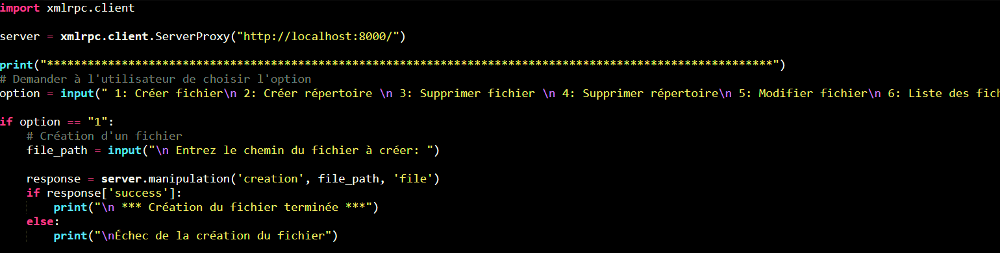 import xmlrpc.client
server = xmlrpc.client.ServerProxy("http://localhost:8000/")
print("***********************************************************************************************************")
# Demander à l'utilisateur de choisir l'option
option = input(" 1: Créer fichier\n 2: Créer répertoire \n 3: Supprimer fichier \n 4: Supprimer répertoire\n 5: Modifier fichier\n 6: Liste des fich
if option == "1":
    # Création d'un fichier
    file_path = input("\n Entrez le chemin du fichier à créer: ")
    response = server.manipulation('creation', file_path, 'file')
    if response['success']:
        print("\n *** Création du fichier terminée ***")
    else:
        print("\nÉchec de la création du fichier")